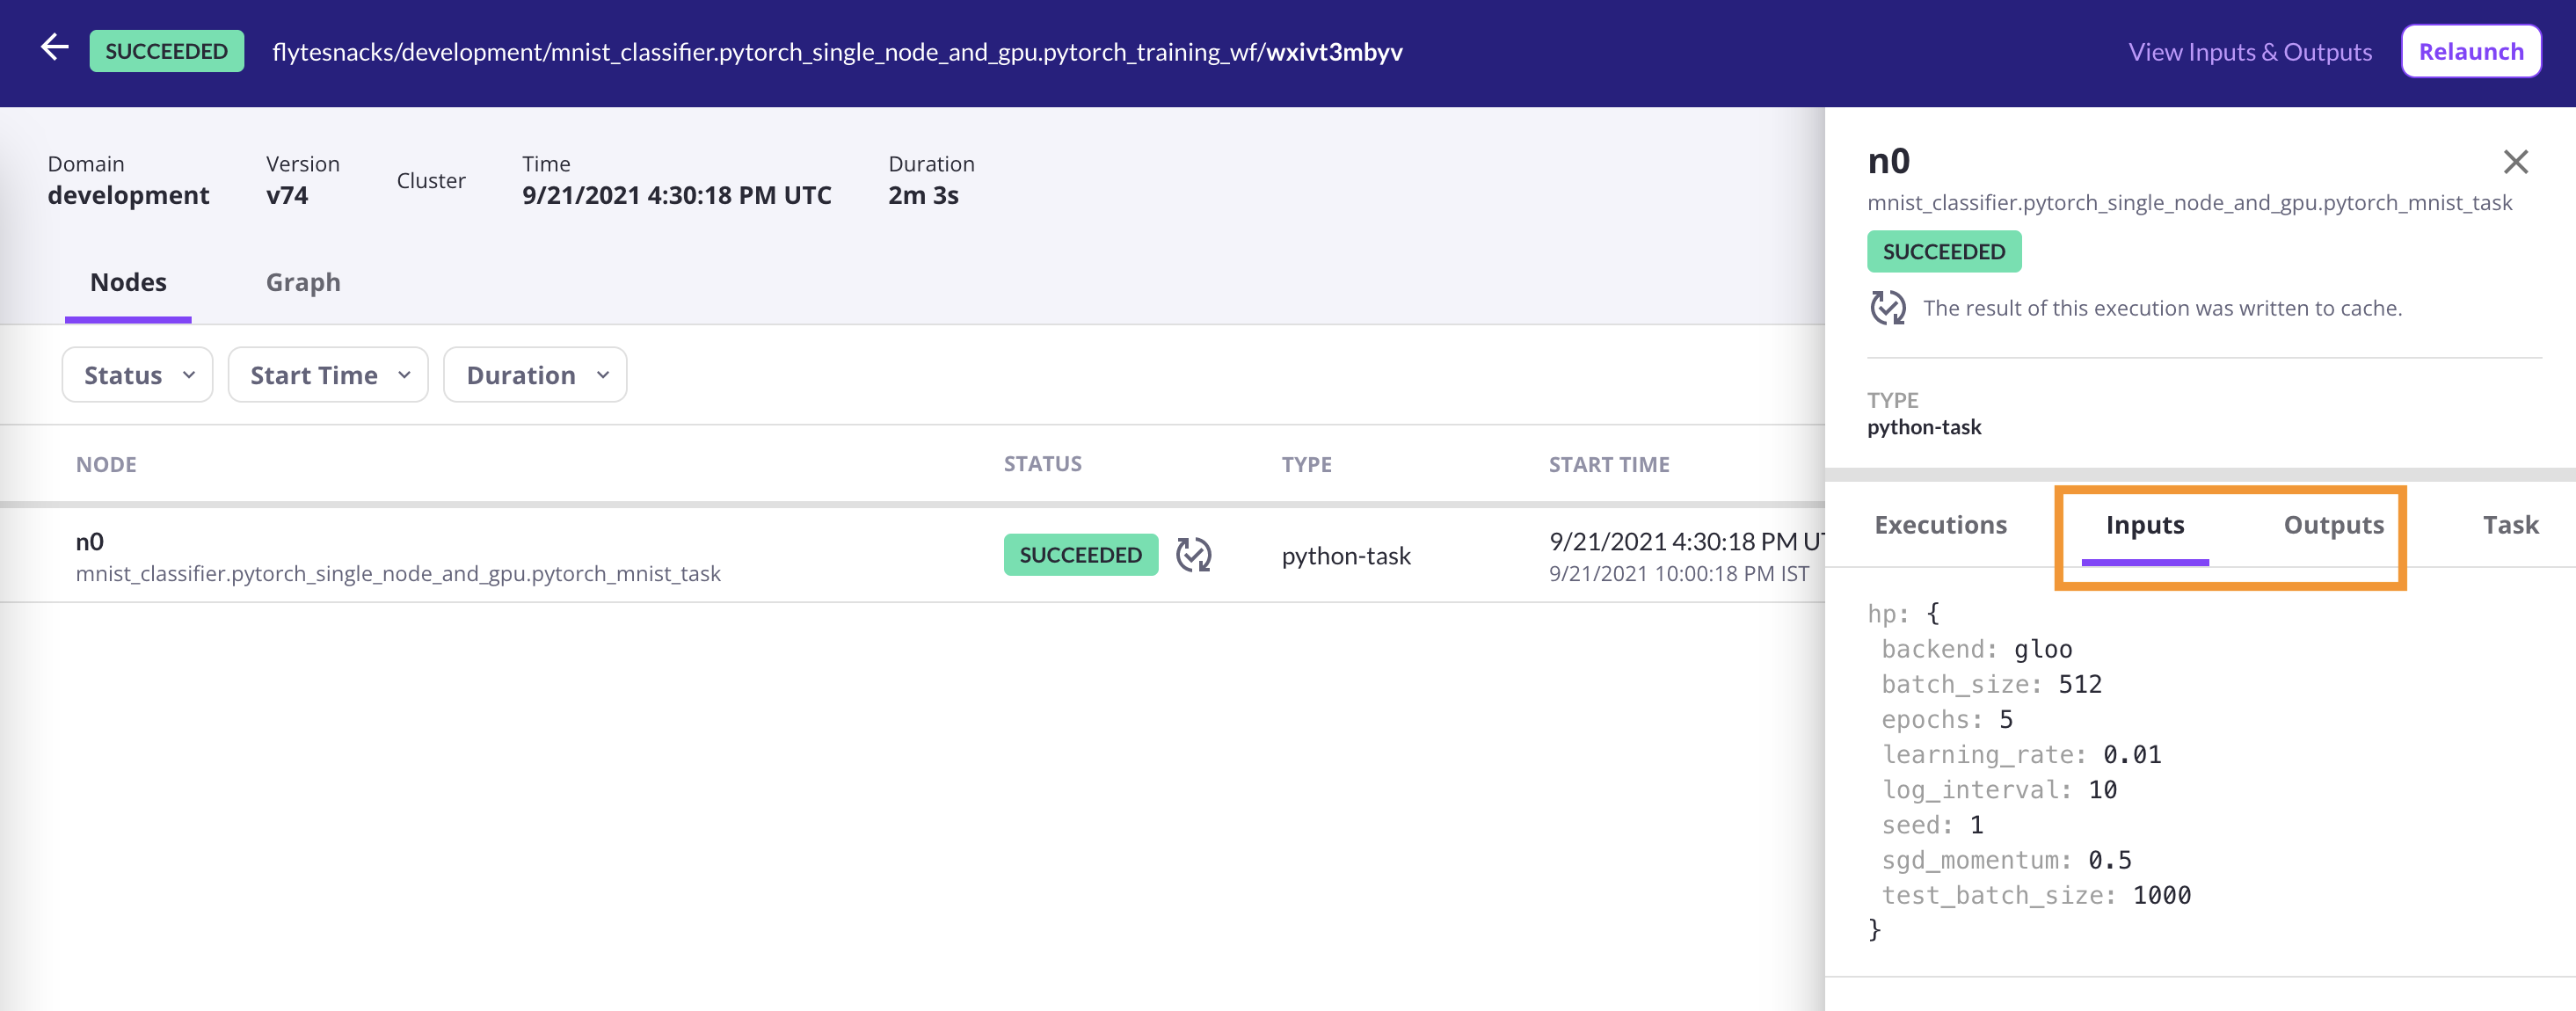 SUCCEEDED flytesnacks/development/mnist_classifier.pytorch_single_node_and_gpu.pytorch_training_wf/wxivt3mbyv View Inputs & Outputs Relaunch
Domain Version Cluster Time Duration
development v74 9/21/2021 4:30:18 PM UTC 2m 3s
Nodes Graph
Status Start Time Duration
NODE STATUS TYPE START TIME
n0 SUCCEEDED python-task 9/21/2021 4:30:18 PM
mnist_classifier.pytorch_single_node_and_gpu.pytorch_mnist_task 9/21/2021 10:00:18 PM IST
n0
mnist_classifier.pytorch_single_node_and_gpu.pytorch_mnist_task
SUCCEEDED
The result of this execution was written to cache.
TYPE
python-task
Executions Inputs Outputs Task
hp: {
backend: gloo
batch_size: 512
epochs: 5
learning_rate: 0.01
log_interval: 10
seed: 1
sgd_momentum: 0.5
test_batch_size: 1000
}